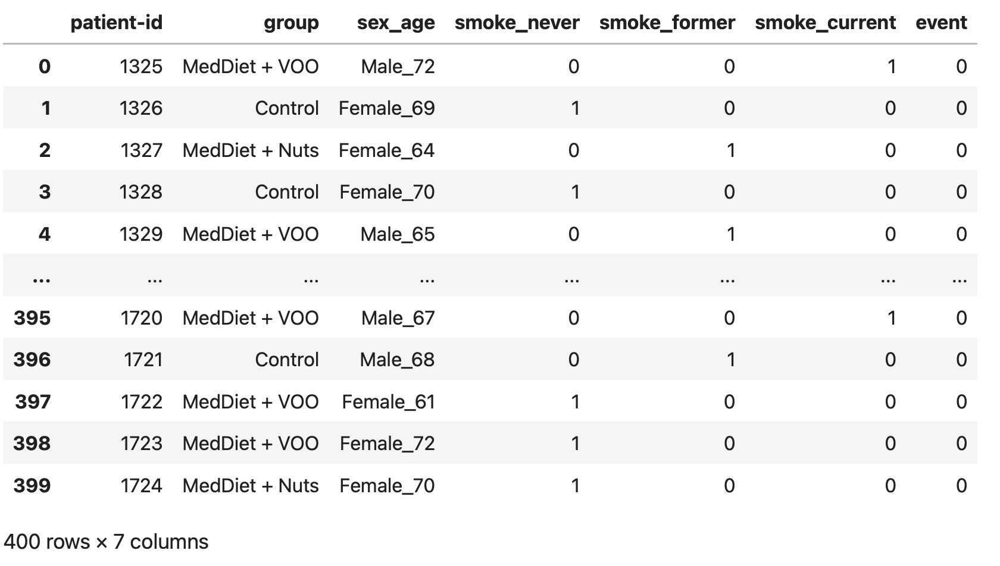 patient-id group sex_age smoke_never smoke_former smoke_current event
0 1325 MedDiet + VOO Male_72 0 0 1 0
1 1326 Control Female_69 1 0 0 0
2 1327 MedDiet + Nuts Female_64 0 1 0 0
3 1328 Control Female_70 1 0 0 0
4 1329 MedDiet + VOO Male_65 0 1 0 0
... ... ... ... ... ... ... ...
395 1720 MedDiet + VOO Male_67 0 0 1 0
396 1721 Control Male_68 0 1 0 0
397 1722 MedDiet + VOO Female_61 1 0 0 0
398 1723 MedDiet + VOO Female_72 1 0 0 0
399 1724 MedDiet + Nuts Female_70 1 0 0 0
400 rows × 7 columns